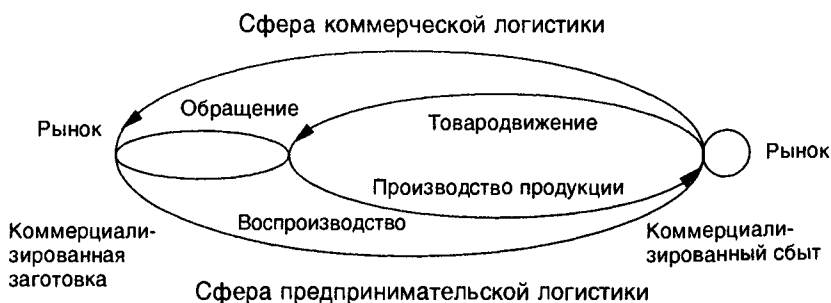 Сфера коммерческой логистики
Обращение
Рынок
Товародвижение
Рынок
Производство продукции
Воспроизводство
Коммерциали-
зированная
заготовка
Коммерциали-
зированный сбыт
Сфера предпринимательской логистики